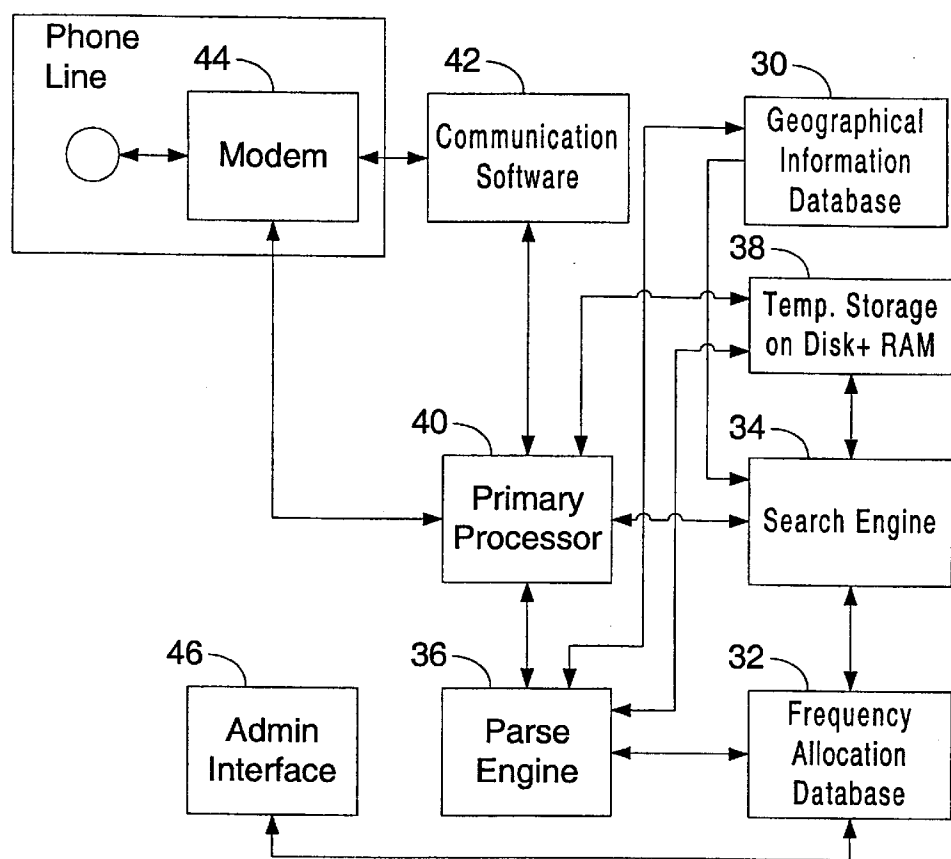 Phone
Line
44
Modem
42
Communication
Software
30
Geographical
Information
Database
38
Temp. Storage
on Disk+ RAM
40
Primary
Processor
34
Search Engine
46
Admin
Interface
36
Parse
Engine
32
Frequency
Allocation
Database